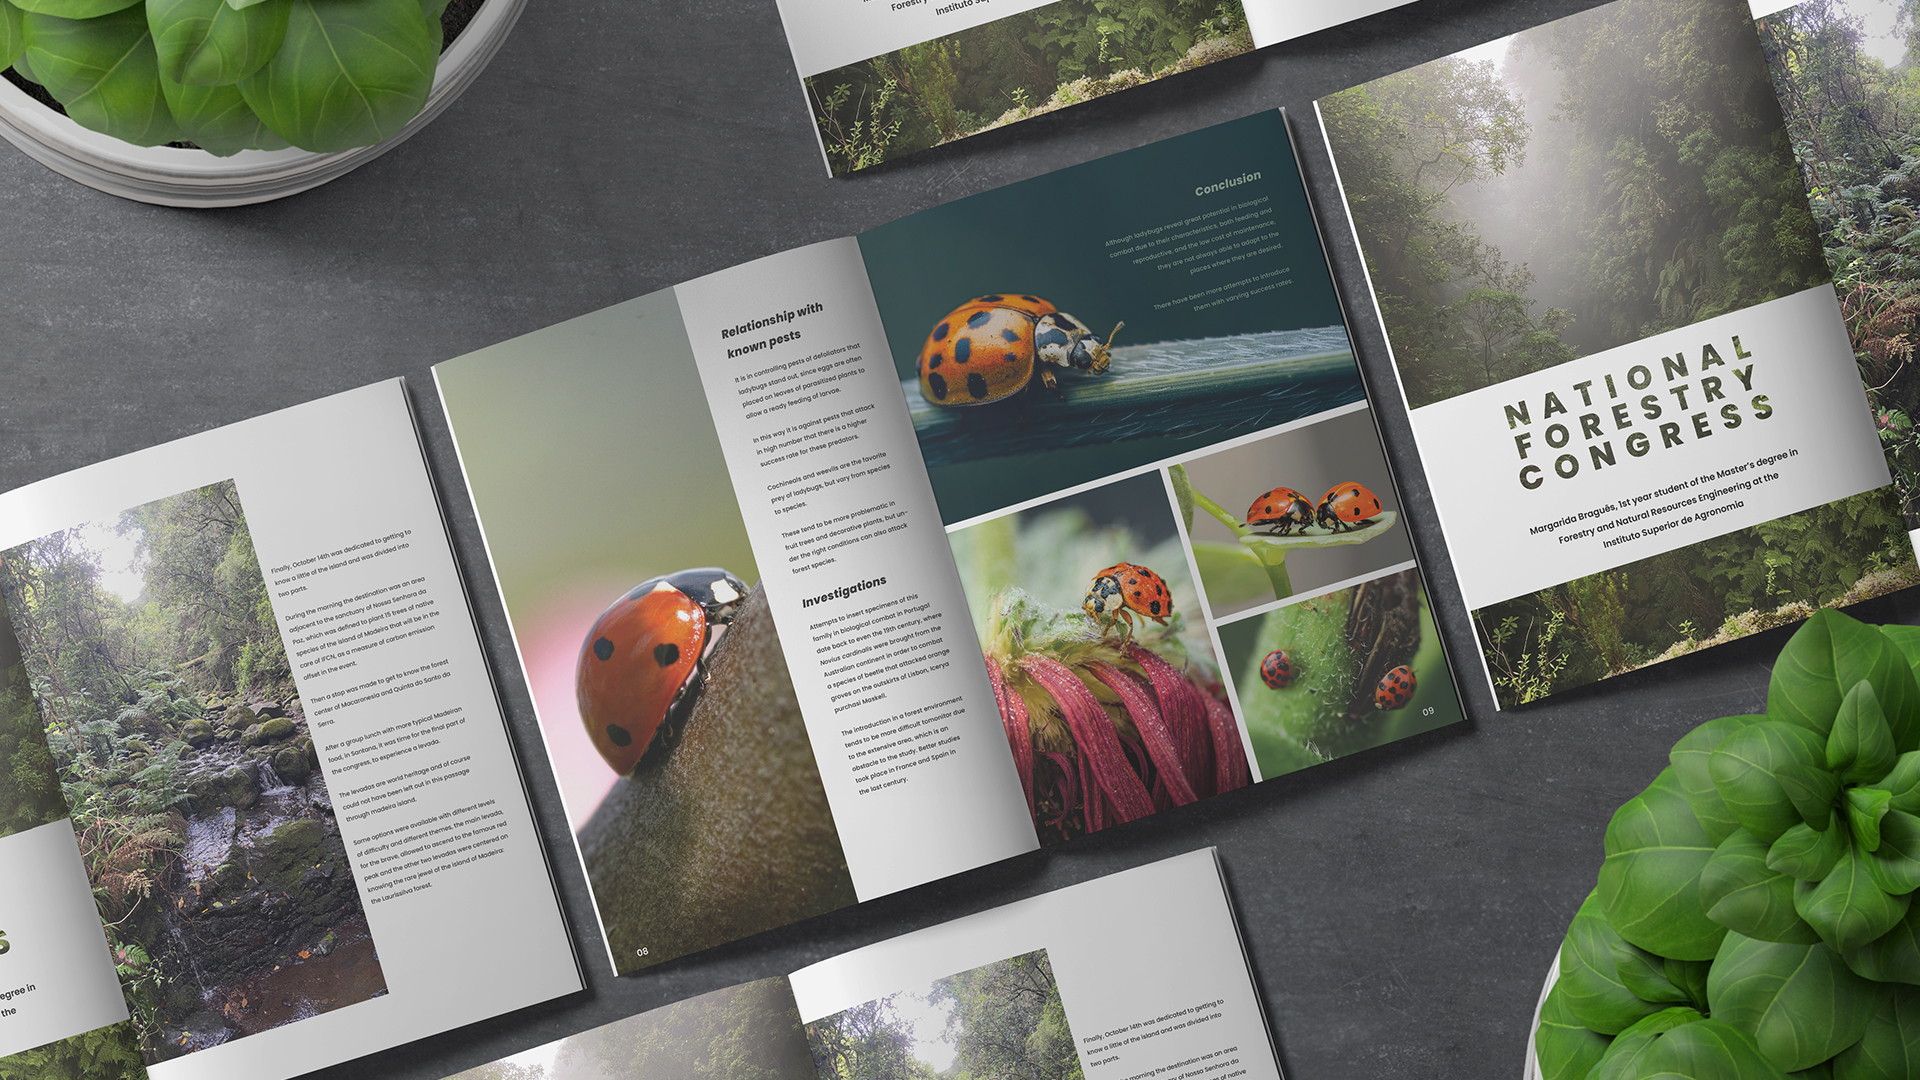 Forestry
Instituto Su
NATIONAL
FORESTRY
CONGRESS
Margarida Braguês, 1st year student of the Master's degree in
Forestry and Natural Resources Engineering at the
Instituto Superior de Agronomia
Conclusion
Although ladybugs reveal great potential in biological
combat due to their characteristics, both feeding and
reproductive, and the low cost of maintenance,
they are not always able to adapt to the
places where they are desired.
There have been more attempts to introduce
them with varying success rates.
09
Relationship with
known pests
It is in controlling pests of defoliators that
ladybugs stand out, since eggs are often
placed on leaves of parasitized plants to
allow a ready feeding of larvae.
In this way it is against pests that attack
in high number that there is a higher
success rate for these predators.
Cochineals and weevils are the favorite
prey of ladybugs, but vary from species
to species.
These tend to be more problematic in
fruit trees and decorative plants, but un-
der the right conditions can also attack
forest species.
Investigations
Attempts to insert specimens of this
family in biological combat in Portugal
date back to even the 19th century, where
Novius cardinalis were brought from the
Australian continent in order to combat
a species of beetle that attacked orange
groves on the outskirts of Lisbon, Icerya
purchasi Maskell.
The introduction in a forest environment
tends to be more difficult tomonitor due
to the extensive area, which is an
obstacle to the study. Better studies
took place in France and Spain in
the last century.
08
Finally, October 14th was dedicated to getting to
know a little of the island and was divided into
two parts.
During the morning the destination was an area
adjacent to the sanctuary of Nossa Senhora da
Paz, which was defined to plant 15 trees of native
species of the island of Madeira that will be in the
care of IFCN, as a measure of carbon emission
offset in the event.
Then a stop was made to get to know the forest
center of Macaronesia and Quinta do Santo da
Serra.
After a group lunch with more typical Madeiran
food, in Santana, it was time for the final part of
the congress, to experience a levada.
The levadas are world heritage and of course
could not have been left out in this passage
through madeira island.
Some options were available with different levels
of difficulty and different themes, the main levada,
for the brave, allowed to ascend to the famous red
peak and the other two levadas were centered on
knowing the rare jewel of the island of Madeira:
the Laurissilva forest.
S
egree in
the
Finally, October 14th was dedicated to getting to
know a little of the island and was divided into
two parts.
morning the destination was an area
y of Nossa Senhora da
es of native